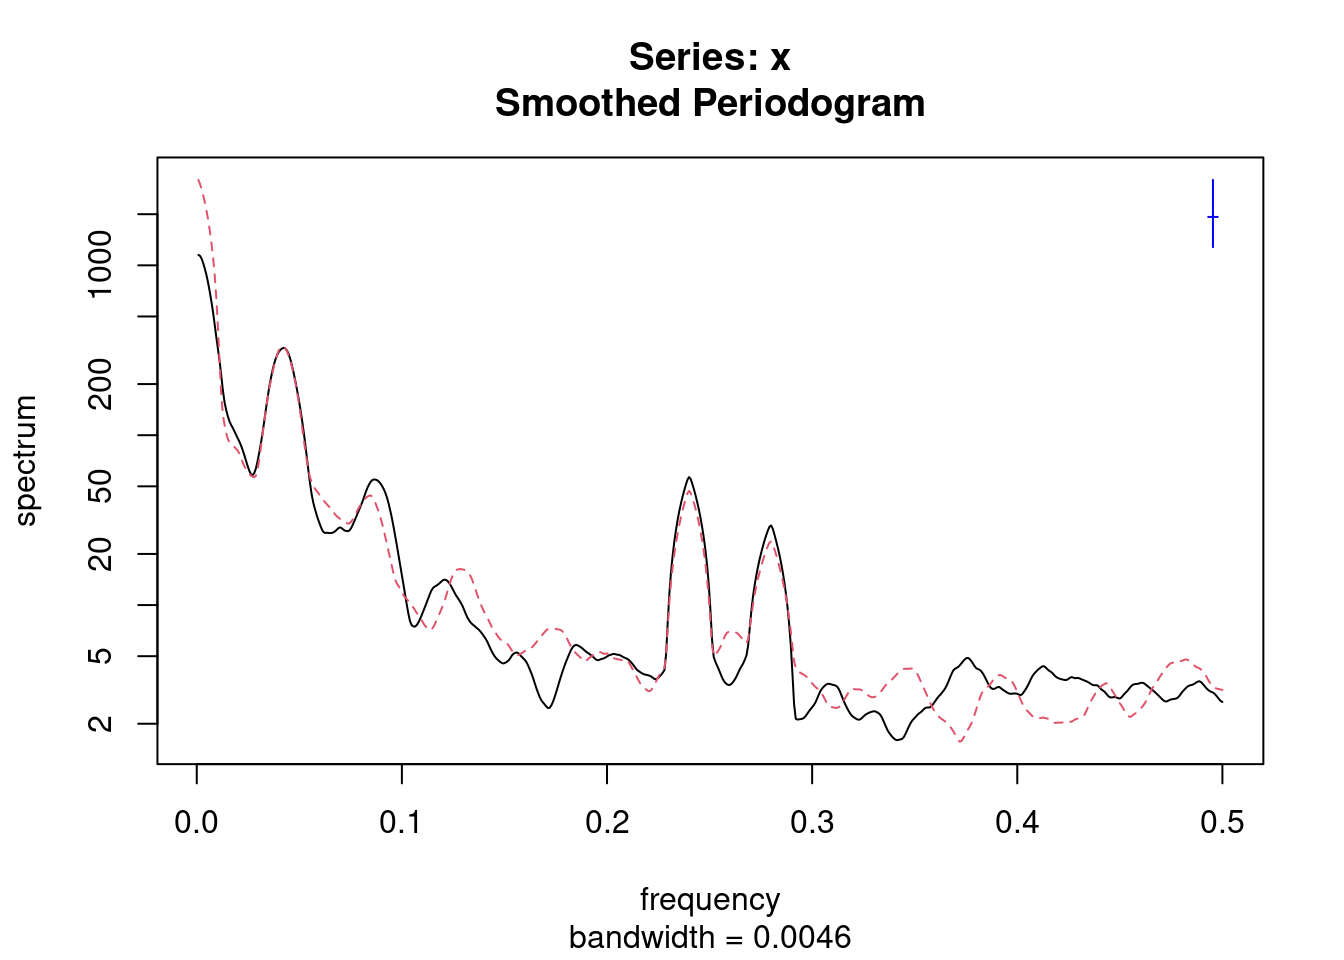 Series: x
Smoothed Periodogram
spectrum
1000
200
50
20
5
2
0.0 0.1 0.2 0.3 0.4 0.5
frequency
bandwidth = 0.0046